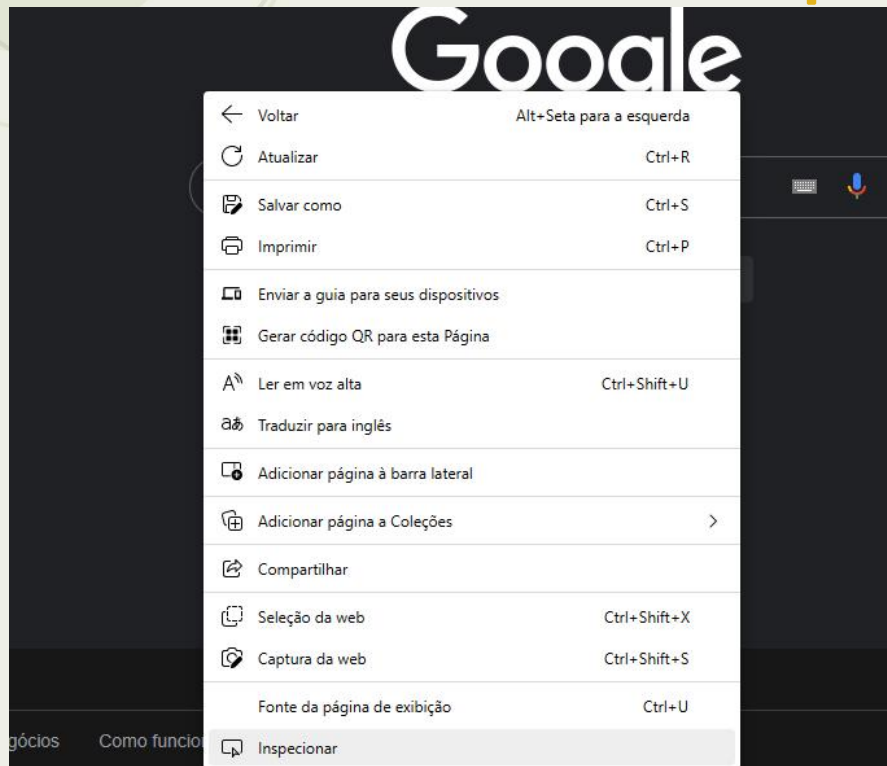 Google
Voltar Alt+Seta para a esquerda
Atualizar Ctrl+R
Salvar como Ctrl+S
Imprimir Ctrl+P
Enviar a guia para seus dispositivos
Gerar código QR para esta Página
Ler em voz alta Ctrl+Shift+U
Traduzir para inglês
Adicionar página à barra lateral
Adicionar página a Coleções
Compartilhar
Seleção da web Ctrl+Shift+X
Captura da web Ctrl+Shift+S
Fonte da página de exibição Ctrl+U
Como
Inspecionar